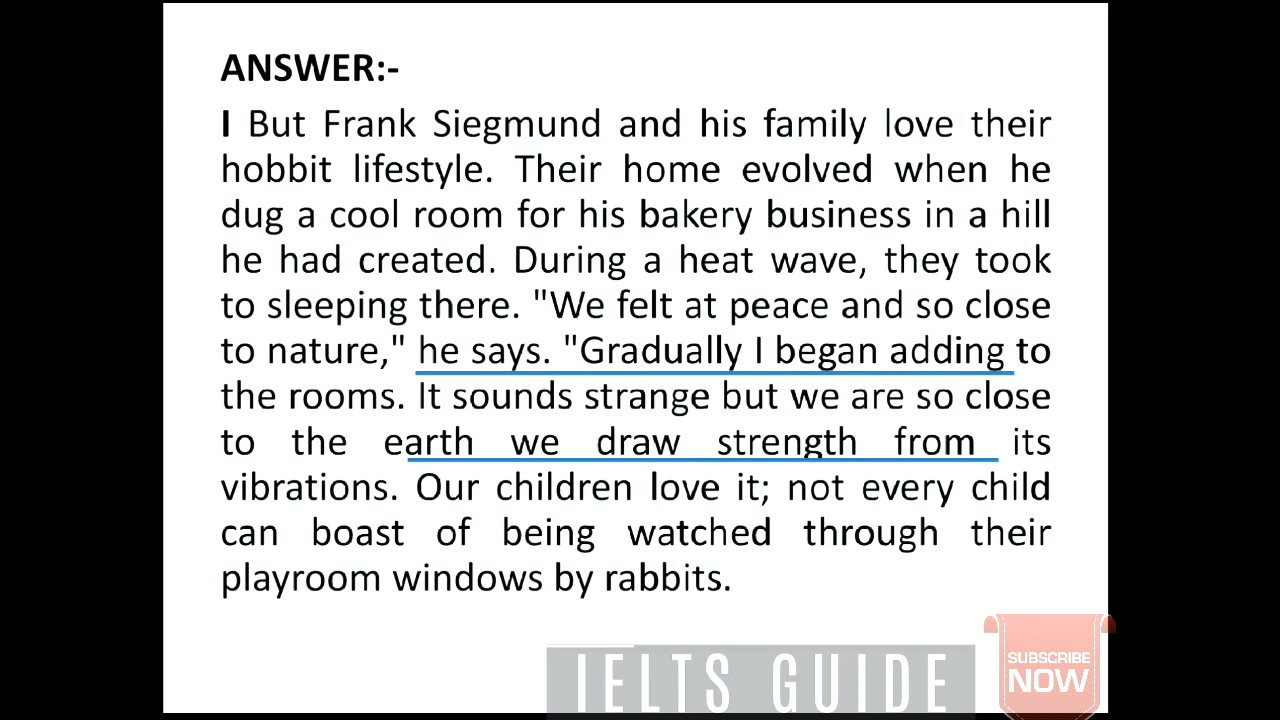 ANSWER:-
I But Frank Siegmund and his family love their
hobbit lifestyle. Their home evolved when he
dug a cool room for his bakery business in a hill
he had created. During a heat wave, they took
to sleeping there. "We felt at peace and so close
to nature," he says. "Gradually I began adding to
the rooms. It sounds strange but we are so close
to the earth we draw strength from its
vibrations. Our children love it; not every child
can boast of being watched through their
playroom windows by rabbits.
IELTS GUIDE
SUBSCRIBE
NOW